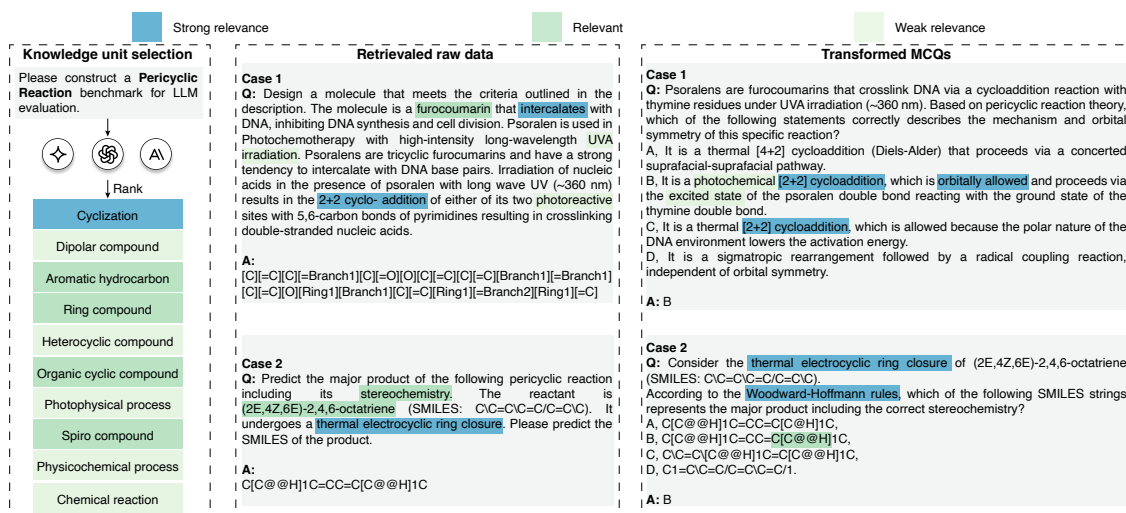 Strong relevance
Relevant
Weak relevance
Knowledge unit selection
Please construct a Pericyclic
Reaction benchmark for LLM
evaluation.
Rank
Cyclization
Dipolar compound
Aromatic hydrocarbon
Ring compound
Heterocyclic compound
Organic cyclic compound
Photophysical process
Spiro compound
Physicochemical process
Chemical reaction
Retrievaled raw data
Case 1
Q: Design a molecule that meets the criteria outlined in the
description. The molecule is a furocoumarin that intercalates with
DNA, inhibiting DNA synthesis and cell division. Psoralen is used in
Photochemotherapy with high-intensity long-wavelength UVA
irradiation. Psoralens are tricyclic furocoumarins and have a strong
tendency to intercalate with DNA base pairs. Irradiation of nucleic
acids in the presence of psoralen with long wave UV (~360 nm)
results in the 2+2 cyclo- addition of either of its two photoreactive
sites with 5,6-carbon bonds of pyrimidines resulting in crosslinking
double-stranded nucleic acids.
A:
[C][=C][C][=Branch1][C][=O][O][C][=C][C][=C][Branch1][=Branch1]
[C][=C][O][Ring1][Branch1][C][=C][Ring1][=Branch2][Ring1][=C]
Case 2
Q: Predict the major product of the following pericyclic reaction
including its stereochemistry. The reactant is
(2E,4Z,6E)-2,4,6-octatriene (SMILES: C\C=C\C=C/C=C\C). It
undergoes a thermal electrocyclic ring closure. Please predict the
SMILES of the product.
A:
C[C@@H]1C=CC=C[C@@H]1C
Transformed MCQs
Case 1
Q: Psoralens are furocoumarins that crosslink DNA via a cycloaddition reaction with
thymine residues under UVA irradiation (~360 nm). Based on pericyclic reaction theory,
which of the following statements correctly describes the mechanism and orbital
symmetry of this specific reaction?
A, It is a thermal [4+2] cycloaddition (Diels-Alder) that proceeds via a concerted
suprafacial-suprafacial pathway.
B, It is a photochemical [2+2] cycloaddition, which is orbitally allowed and proceeds via
the excited state of the psoralen double bond reacting with the ground state of the
thymine double bond.
C, It is a thermal [2+2] cycloaddition, which is allowed because the polar nature of the
DNA environment lowers the activation energy.
D, It is a sigmatropic rearrangement followed by a radical coupling reaction,
independent of orbital symmetry.
A: B
Case 2
Q: Consider the thermal electrocyclic ring closure of (2E,4Z,6E)-2,4,6-octatriene
(SMILES: C\C=C\C=C/C=C\C).
According to the Woodward-Hoffmann rules, which of the following SMILES strings
represents the major product including the correct stereochemistry?
A, C[C@H]1C=CC=C[C@@H]1C,
B, C[C@@H]1C=CC=C[C@@H]1C,
C, C\C=C\[C@@H]1C=C[C@@H]1C,
D, C1=C\C=C/C=C\C=C/1.
A: B